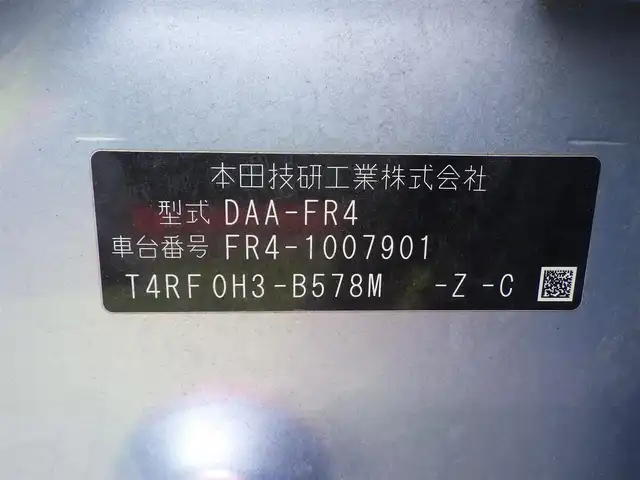 本田技研工業株式会社
型式 DAA-FR4
車台番号 FR4-1007901
T4RF0H3-B578M -Z-C